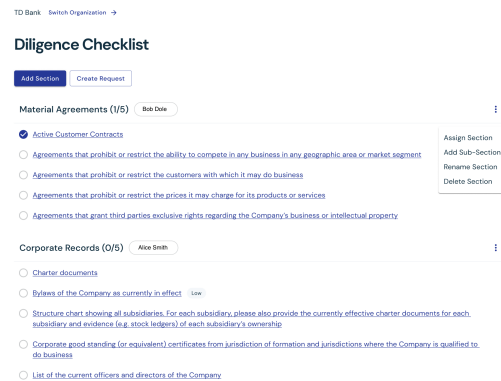 TD Bank Switch Organization →
Diligence Checklist
Add Section Create Request
Material Agreements (1/5) Bob Dole
Active Customer Contracts
Assign Section
Agreements that prohibit or restrict the ability to compete in any business in any geographic area or market segment
Add Sub-Section
Agreements that prohibit or restrict the customers with which it may do business
Rename Section
Delete Section
Agreements that prohibit or restrict the prices it may charge for its products or services
Agreements that grant third parties exclusive rights regarding the Company's business or intellectual property
Corporate Records (0/5) Alice Smith
Charter documents
Bylaws of the Company as currently in effect Low
Structure chart showing all subsidiaries. For each subsidiary, please also provide the currently effective charter documents for each
subsidiary and evidence (e.g. stock ledgers) of each subsidiary's ownership
Corporate good standing (or equivalent) certificates from jurisdiction of formation and jurisdictions where the Company is qualified to
do business
List of the current officers and directors of the Company